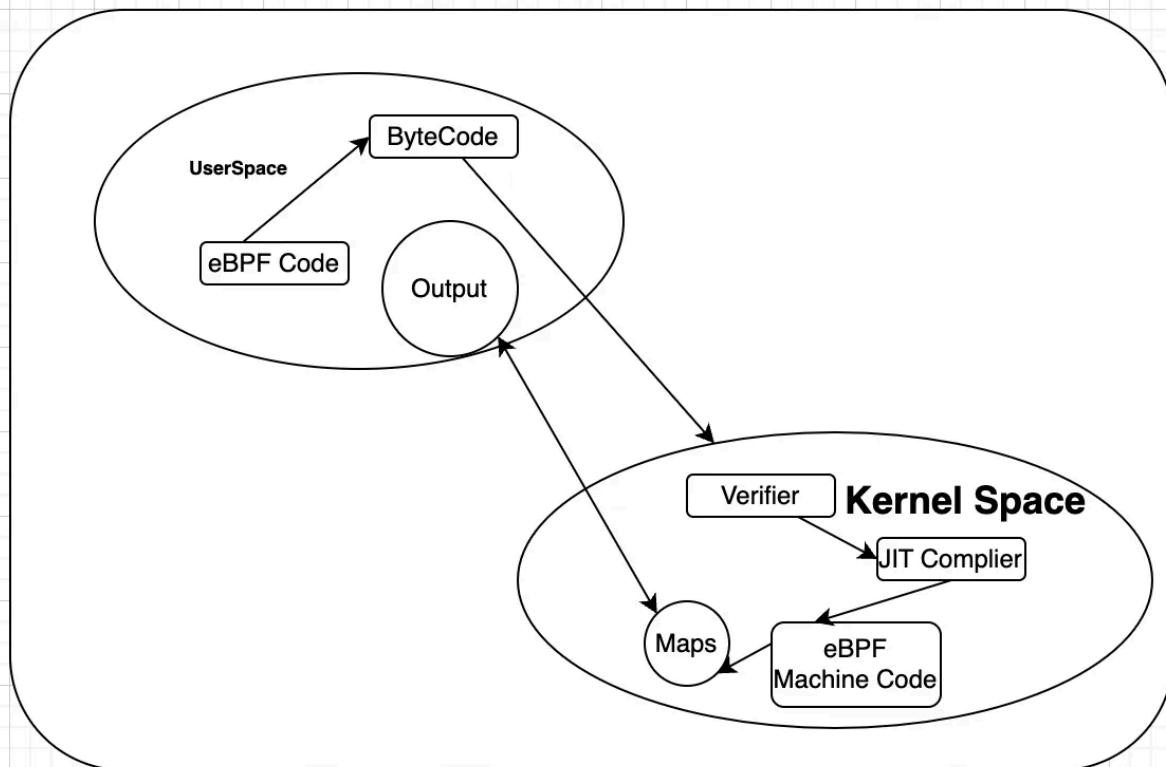 ByteCode
UserSpace
eBPF Code
Output
Verifier
Kernel Space
JIT Complier
Maps
eBPF
Machine Code